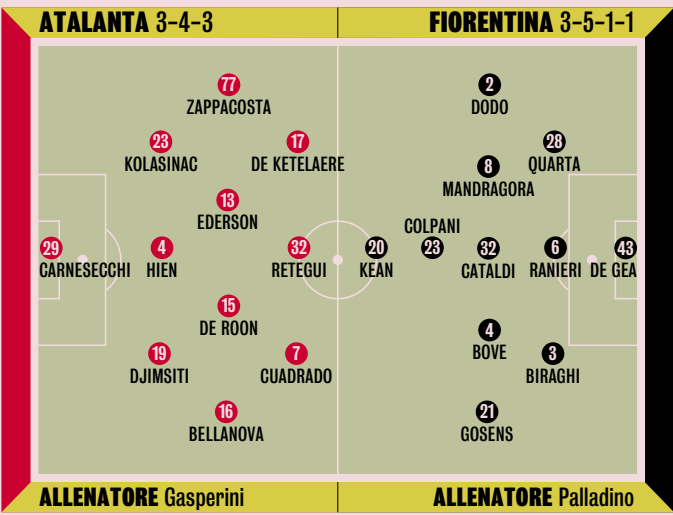 ATALANTA 3-4-3
FIORENTINA 3-5-1-1
77
ZAPPACOSTA
23
KOLASINAC
17
DE KETELAERE
13
EDERSON
29
CARNESECCHI
4
HIEN
32
RETEGUI
15
DE ROON
19
DJIMSITI
7
CUADRADO
16
BELLANOVA
2
DODO
28
QUARTA
8
MANDRAGORA
COLPANI
23
20
KEAN
32
CATALDI
6
RANIERI
43
DE GEA
4
BOVE
3
BIRAGHI
21
GOSENS
ALLENATORE Gasperini
ALLENATORE Palladino